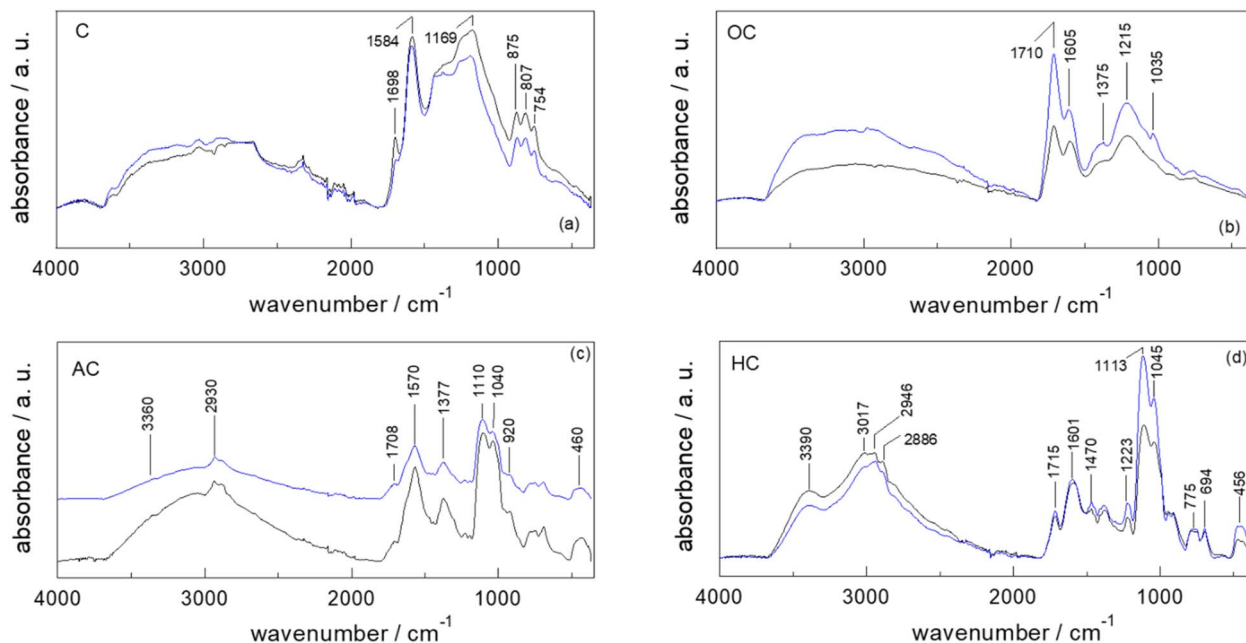 C
1584
1169
1698
875
807
754
absorbance / a. u.
(a)
4000 3000 2000 1000
wavenumber / cm⁻¹
OC
1710
1605
1375
1215
1035
absorbance / a. u.
(b)
4000 3000 2000 1000
wavenumber / cm⁻¹
AC
(c)
3360
2930
1708
1570
1377
1110
1040
920
460
absorbance / a. u.
4000 3000 2000 1000
wavenumber / cm⁻¹
HC
(d)
3390
3017
2946
2886
1715
1601
1470
1223
1113
1045
775
694
456
absorbance / a. u.
4000 3000 2000 1000
wavenumber / cm⁻¹